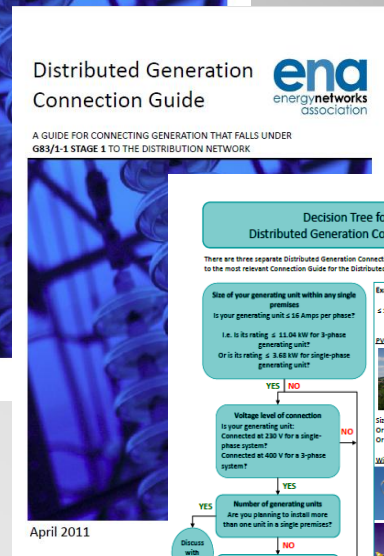 Distributed Generation
Connection Guide
ena
energynetworks
association
A GUIDE FOR CONNECTING GENERATION THAT FALLS UNDER
G83/1-1 STAGE 1 TO THE DISTRIBUTION NETWORK
Decision Tree
Distributed Generation
There are three separate Distributed Generation
to the most relevant Connection Guide for the
Size of your generating unit within any single
premises
Is your generating unit ≤ 16 Amps per phase?
I.e. Is its rating ≤ 11.04 kW for 3-phase
generating unit?
Or is its rating ≤ 3.68 kW for single-phase
generating unit?
YES NO
Voltage level of connection
Is your generating unit:
Connected at 230 V for a single-
phase system?
Connected at 400 V for a 3-phase
system?
NO
YES
Number of generating units
Are you planning to install more
than one unit in a single premises?
YES
Discuss
with
NO
April 2011